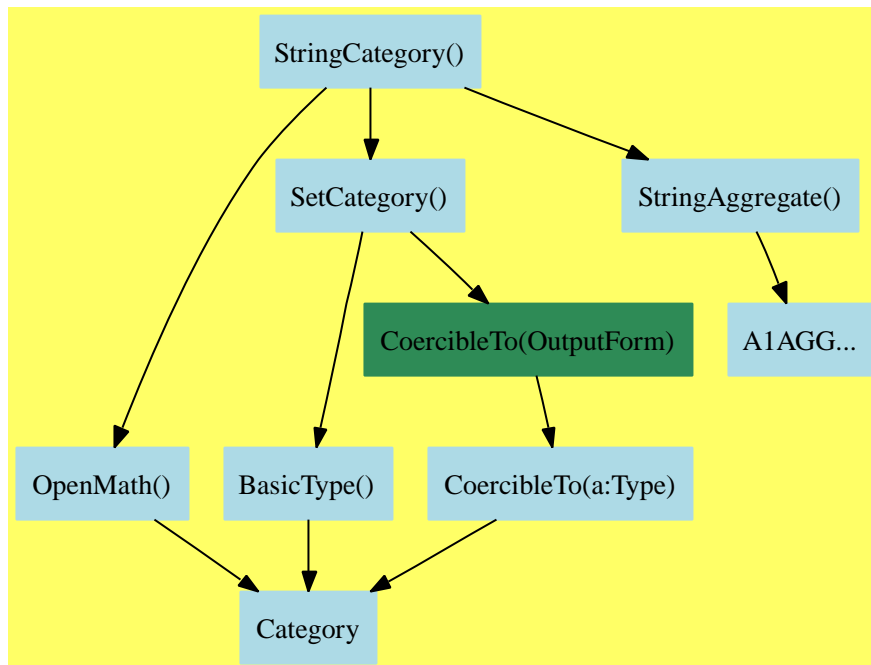 StringCategory()
SetCategory()
StringAggregate()
CoercibleTo(OutputForm)
A1AGG...
OpenMath()
BasicType()
CoercibleTo(a:Type)
Category